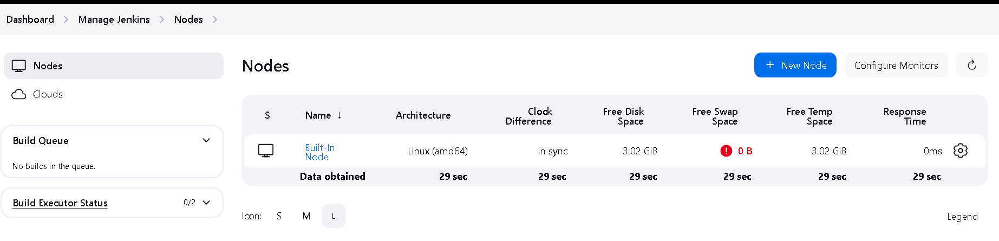 Dashboard > Manage Jenkins > Nodes >
Nodes
Clouds
Build Queue
No builds in the queue.
Build Executor Status 0/2
Nodes
+ New Node
Configure Monitors
S Name ↓ Architecture Clock Difference Free Disk Space Free Swap Space Free Temp Space Response Time
Built-In Node Linux (amd64) In sync 3.02 GiB ! 0 B 3.02 GiB 0ms
Data obtained 29 sec 29 sec 29 sec 29 sec 29 sec 29 sec
Icon: S M L
Legend